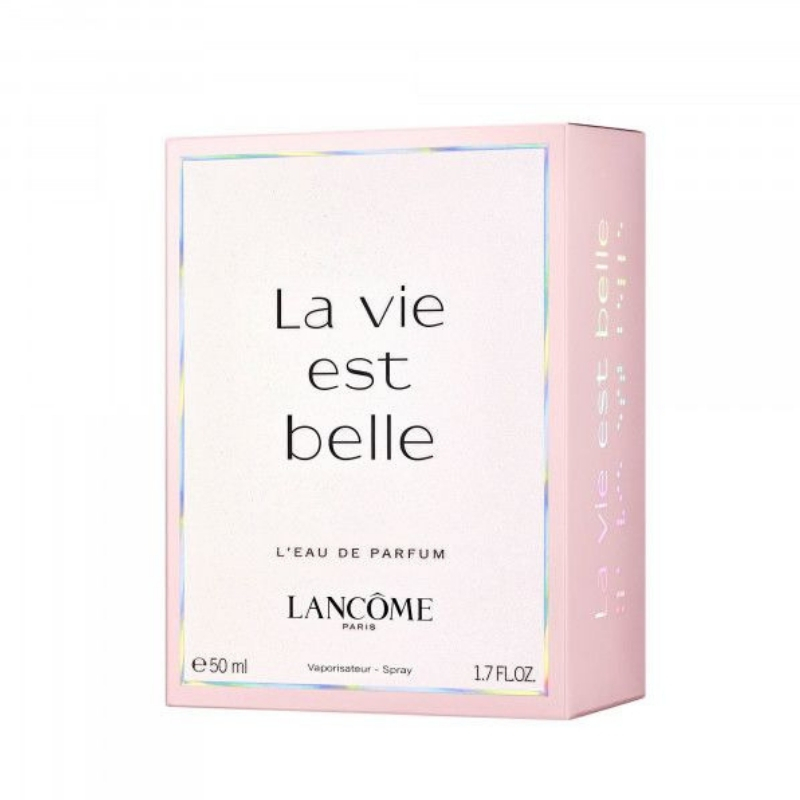 La vie
est
belle
L'EAU DE PARFUM
LANCÔME
PARIS
℮50 ml
Vaporisateur - Spray
1.7 FL.OZ.
La vie est belle